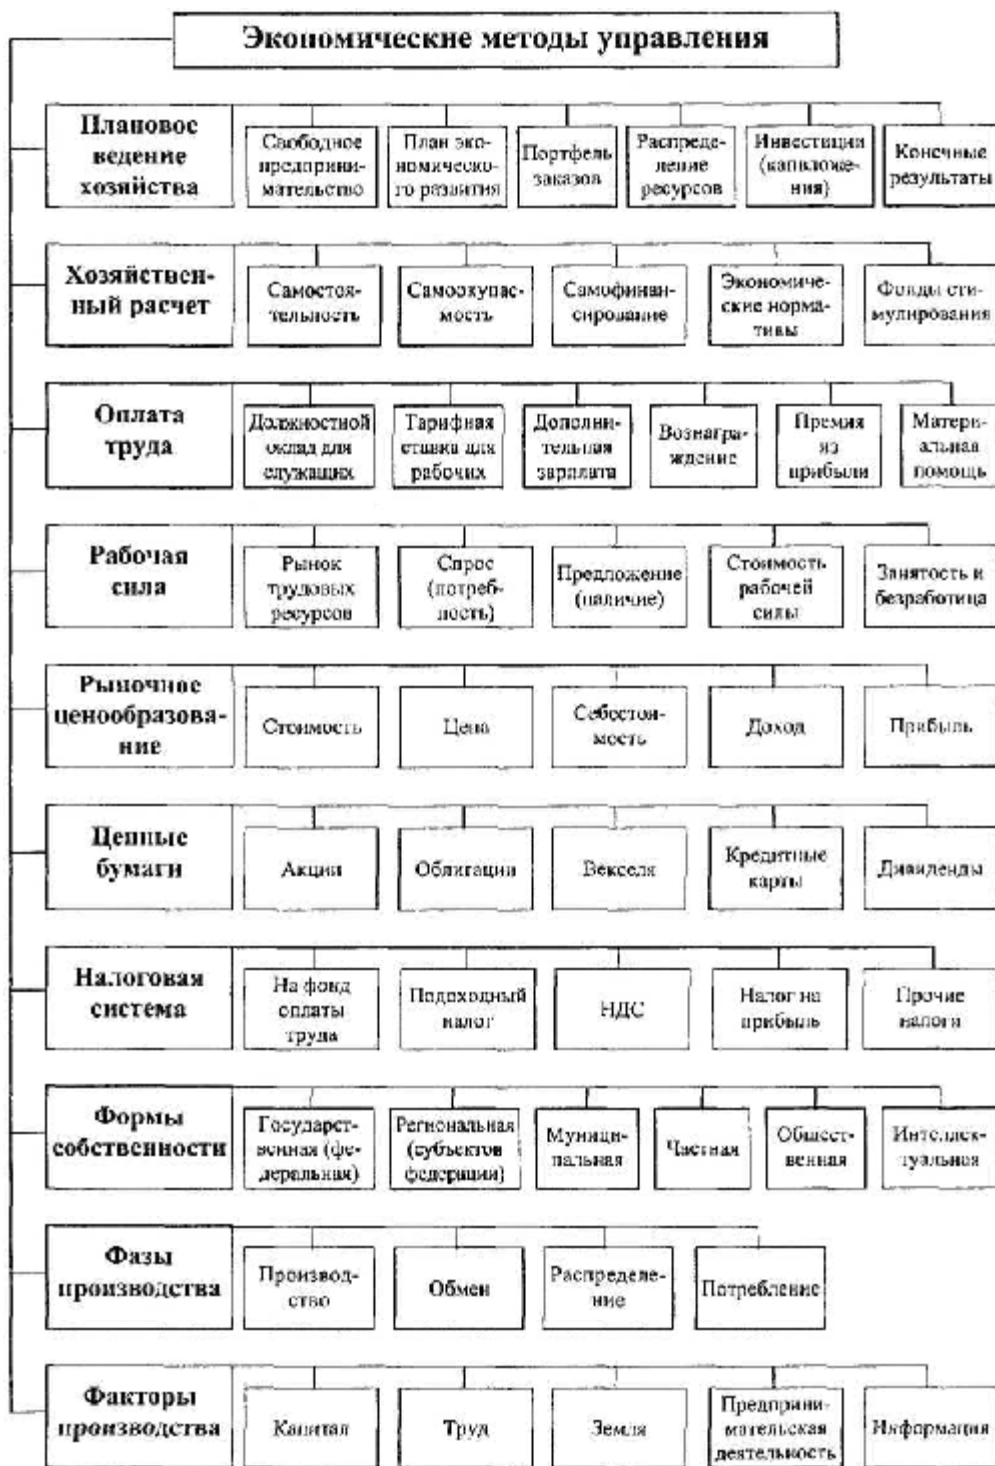 Экономические методы управления
Плановое
ведение
хозяйства
Свободное
предприни-
мательство
План эко-
номическо-
го развития
Портфель
заказов
Распреде-
ление
ресурсов
Инвестиции
(капвложе-
ния)
Конечные
результаты
Хозяйствен-
ный расчет
Самостоя-
тельность
Самоокупае-
мость
Самофинан-
сирование
Экономиче-
ские норма-
тивы
Фонды сти-
мулирования
Оплата
труда
Должностной
оклад для
служащих
Тарифная
ставка для
рабочих
Дополни-
тельная
зарплата
Вознагра-
ждение
Премия
из
прибыли
Матери-
альная
помощь
Рабочая
сила
Рынок
трудовых
ресурсов
Спрос
(потреб-
ность)
Предложение
(наличие)
Стоимость
рабочей
силы
Занятость и
безработица
Рыночное
ценообразова-
ние
Стоимость
Цена
Себестои-
мость
Доход
Прибыль
Ценные
бумаги
Акции
Облигации
Векселя
Кредитные
карты
Дивиденды
Налоговая
система
На фонд
оплаты
труда
Подоходный
налог
НДС
Налог на
прибыль
Прочие
налоги
Формы
собственности
Государст-
венная (фе-
деральная)
Региональная
(субъектов
федерации)
Муници-
пальная
Частная
Общест-
венная
Интеллек-
туальная
Фазы
производства
Производ-
ство
Обмен
Распределе-
ние
Потребление
Факторы
производства
Капитал
Труд
Земля
Предприни-
мательская
деятельность
Информация